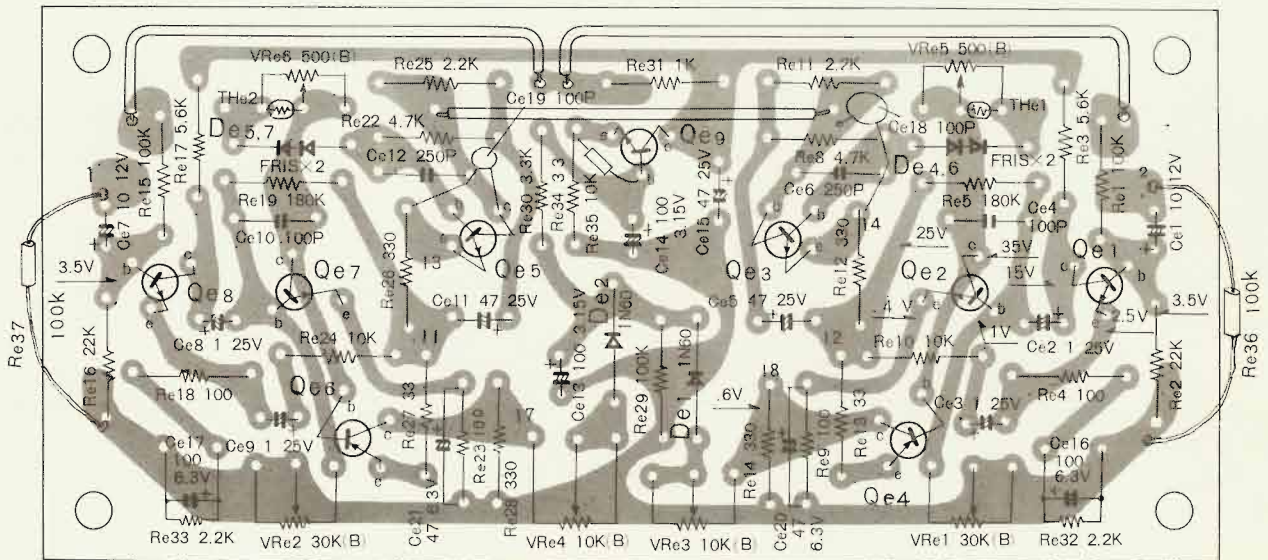 VRe6 500(B)
Re25 2.2K
Re31 1K
Re11 2.2K
VRe5 500(B)
THe2
Ce19 100P
THe1
Re17 5.6K
De5,7
Re22 4.7K
e
Qe9
c
b
Ce18 100P
Re3 5.6K
Re15 100K
FRIS×2
Ce12 250P
Re30 3.3K
Re34 3.3
Re35 10K
Ce15 47 25V
Re8 4.7K
De4,6
FRIS×2
Re1 100K
1
Ce7 10 12V
Re19 180K
Ce6 250P
Re5 180K
2
Ce1 10 12V
Ce10 100P
Ce14 100
3.15V
Ce4
100P
Re26 330
13
Qe5
Qe3
Re12 330
14
25V
35V
15V
Qe1
3.5V
Qe8
Qe7
Qe2
Re37
100k
Ce11 47 25V
De2
1N60
Ce5 47 25V
4 V
1V
2.5V
3.5V
Re36
100k
Re16 22K
Ce8 1 25V
Re24 10K
11
Ce13 100 3.15V
Re29 100K
De1
1N60
12
Re10 10K
Ce2 1 25V
Re2 22K
Re18 100
Qe6
.6V
18
Ce3 1 25V
Re4 100
Ce17
100
6.3V
Ce9 1 25V
Re27 33
Ce21
47 6.3V
Re23 100
Re28 330
17
Re14 330
Ce20
47
6.3V
Re9 100
Re13 33
Qe4
Ce16
100
6.3V
Re33 2.2K
VRe2 30K(B)
VRe4 10K(B)
VRe3 10K(B)
VRe1 30K(B)
Re32 2.2K